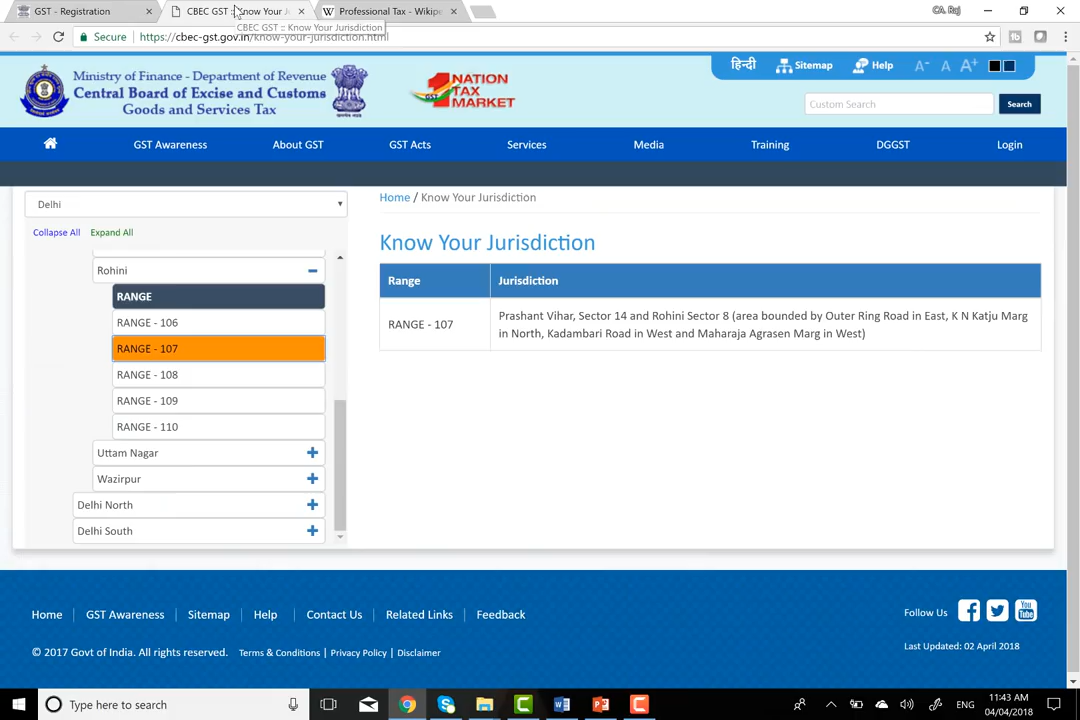 GST - Registration
CBEC GST :: Know Your J
Professional Tax - Wikipe
CA. Raj
CBEC GST :: Know Your Jurisdiction
Secure
https://cbec-gst.gov.in/know-your-jurisdiction.html
Ministry of Finance - Department of Revenue
Central Board of Excise and Customs
Goods and Services Tax
GST
1 NATION
TAX
MARKET
हिन्दी
Sitemap
Help
A-
A
A+
Custom Search
Search
GST Awareness
About GST
GST Acts
Services
Media
Training
DGGST
Login
Delhi
Collapse All
Expand All
Home / Know Your Jurisdiction
Know Your Jurisdiction
Range
Jurisdiction
RANGE - 107
Prashant Vihar, Sector 14 and Rohini Sector 8 (area bounded by Outer Ring Road in East, K N Katju Marg
in North, Kadambari Road in West and Maharaja Agrasen Marg in West)
Rohini
RANGE
RANGE - 106
RANGE - 107
RANGE - 108
RANGE - 109
RANGE - 110
Uttam Nagar
Wazirpur
Delhi North
Delhi South
Home
GST Awareness
Sitemap
Help
Contact Us
Related Links
Feedback
Follow Us
You
Tube
© 2017 Govt of India. All rights reserved.
Terms & Conditions
Privacy Policy
Disclaimer
Last Updated: 02 April 2018
Type here to search
ENG
11:43 AM
04/04/2018